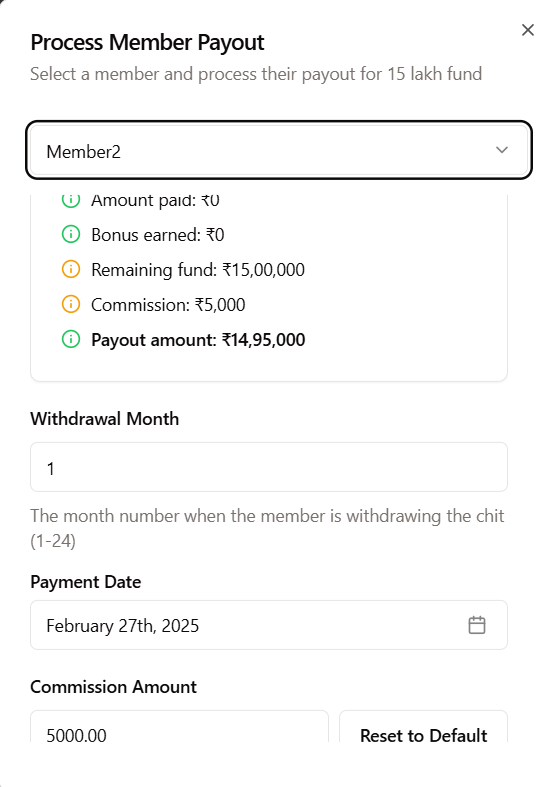 Process Member Payout
Select a member and process their payout for 15 lakh fund
Member2
Amount paid: ₹0
Bonus earned: ₹0
Remaining fund: ₹15,00,000
Commission: ₹5,000
Payout amount: ₹14,95,000
Withdrawal Month
1
The month number when the member is withdrawing the chit
(1-24)
Payment Date
February 27th, 2025
Commission Amount
5000.00
Reset to Default